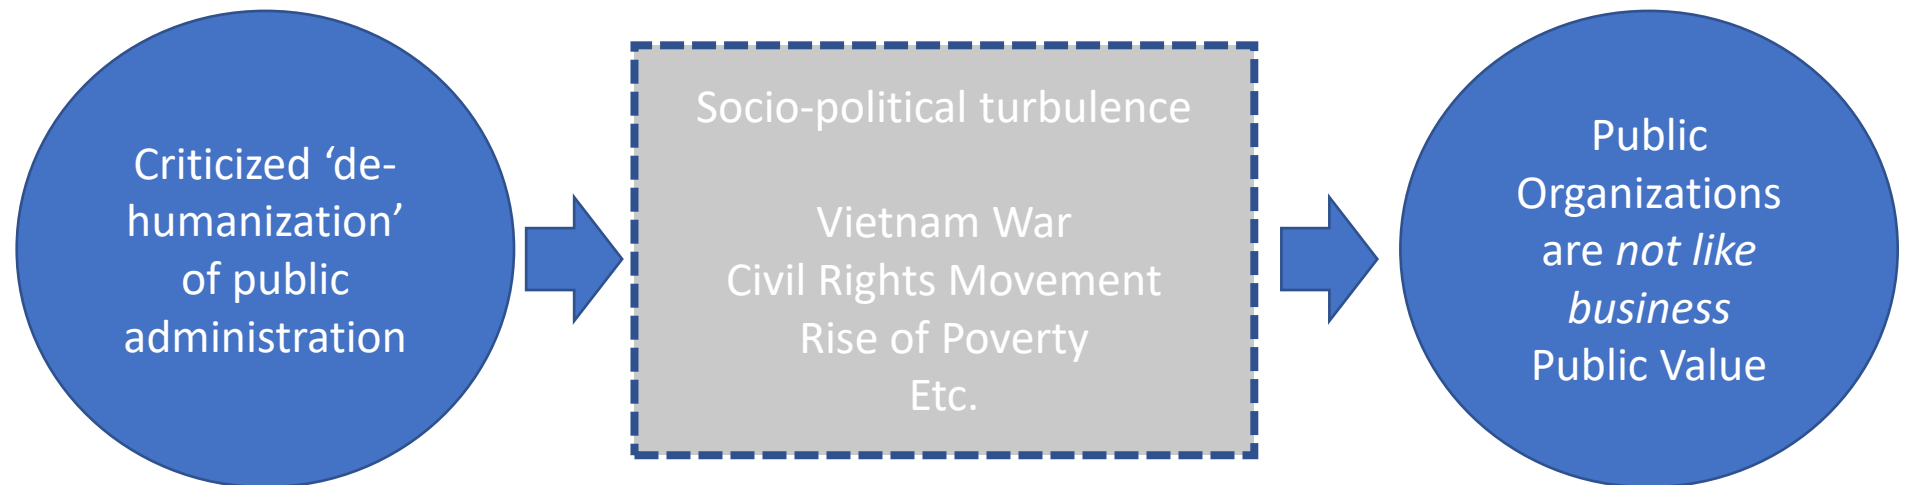 Criticized ‘de-
humanization’
of public
administration
Socio-political turbulence
Vietnam War
Civil Rights Movement
Rise of Poverty
Etc.
Public
Organizations
are not like
business
Public Value